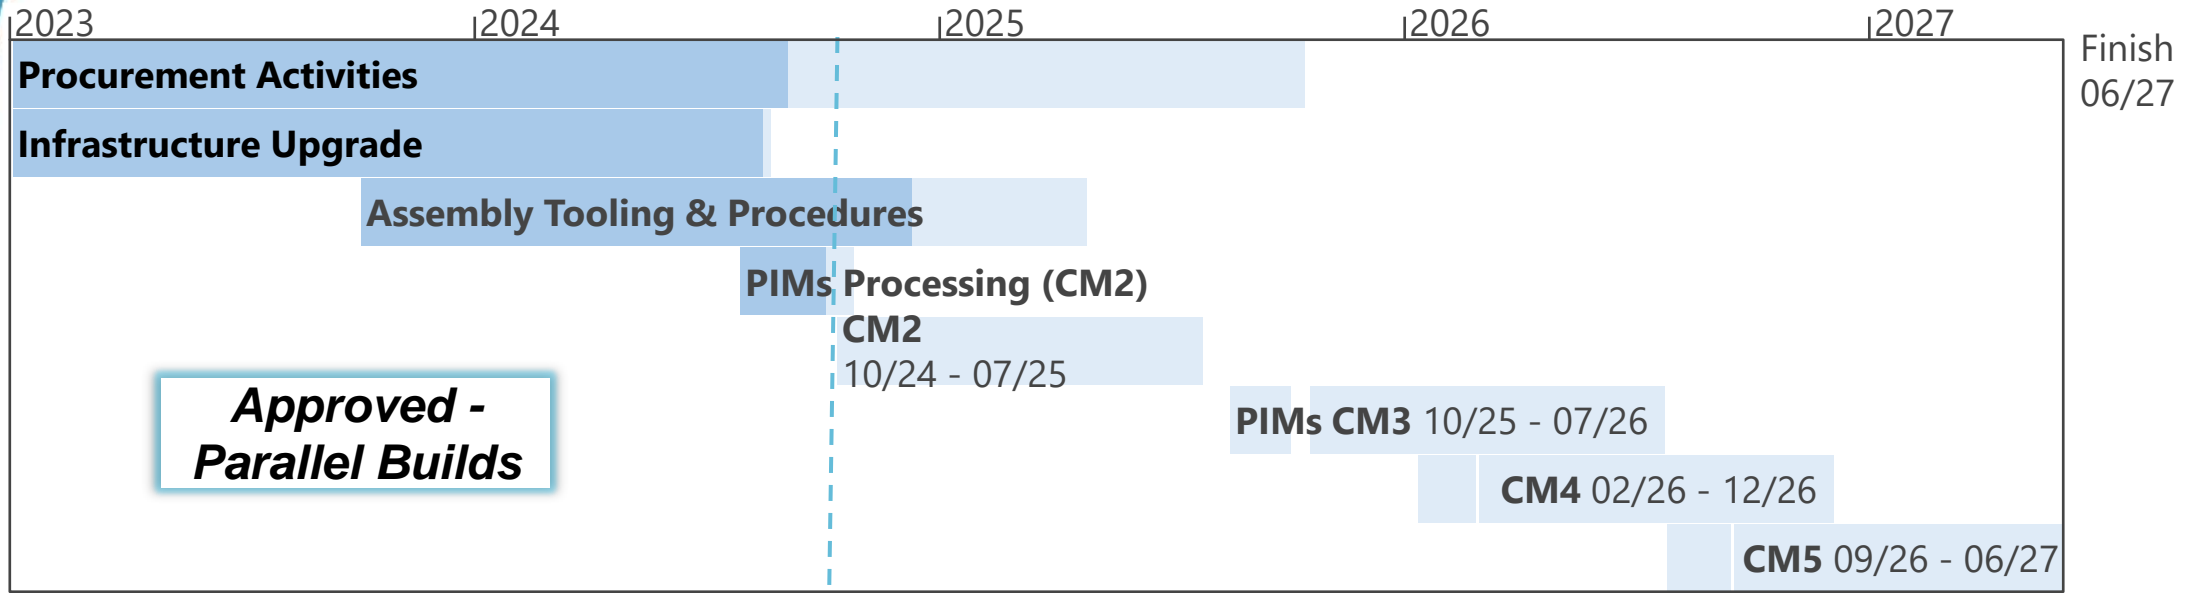 2023 2024 2025 2026 2027
Finish
06/27
Procurement Activities
Infrastructure Upgrade
Assembly Tooling & Procedures
PIMs Processing (CM2)
CM2
10/24 - 07/25
PIMs CM3 10/25 - 07/26
CM4 02/26 - 12/26
CM5 09/26 - 06/27
Approved -
Parallel Builds